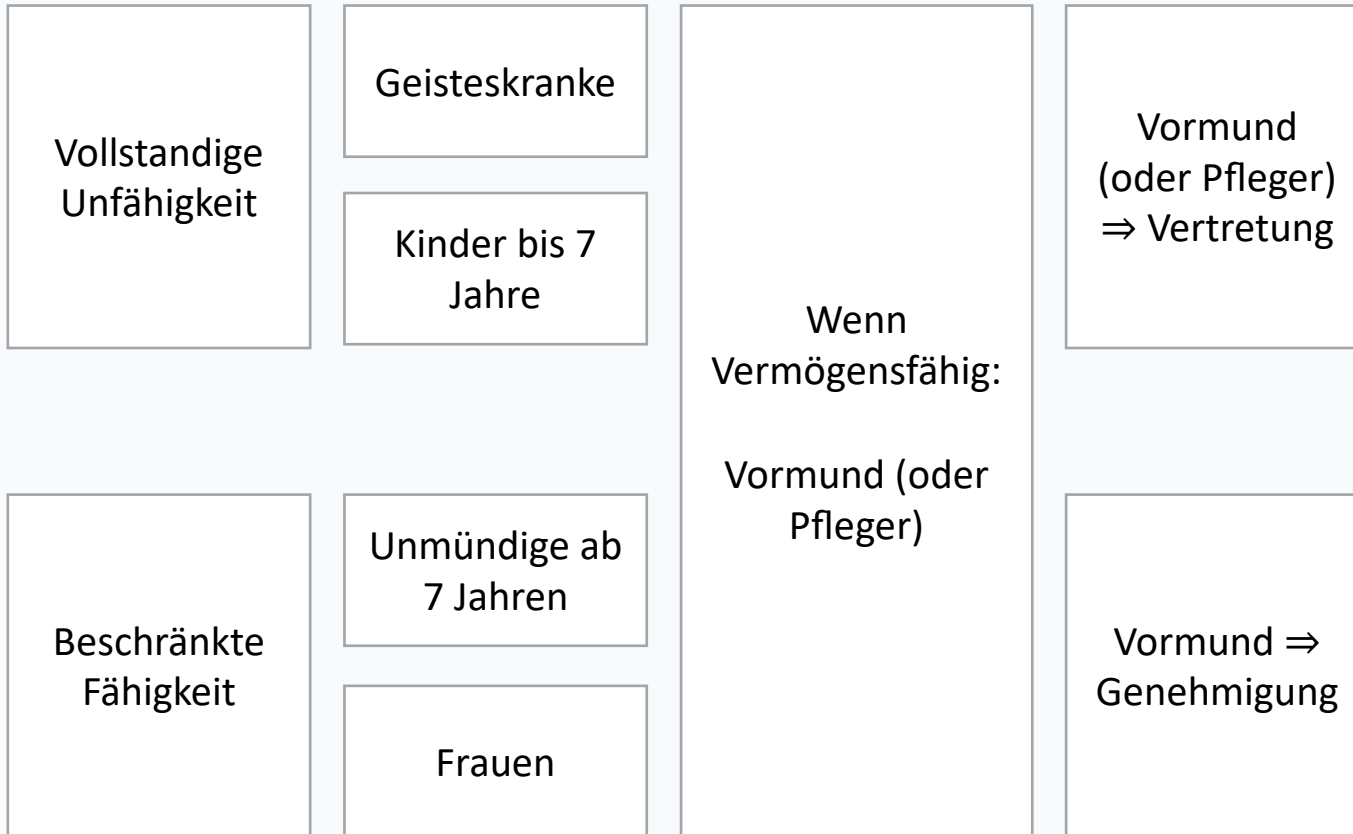 Vollstandige
Unfähigkeit
Geisteskranke
Kinder bis 7
Jahre
Wenn
Vermögensfähig:
Vormund (oder
Pfleger)
Vormund
(oder Pfleger)
⇒ Vertretung
Beschränkte
Fähigkeit
Unmündige ab
7 Jahren
Frauen
Vormund ⇒
Genehmigung